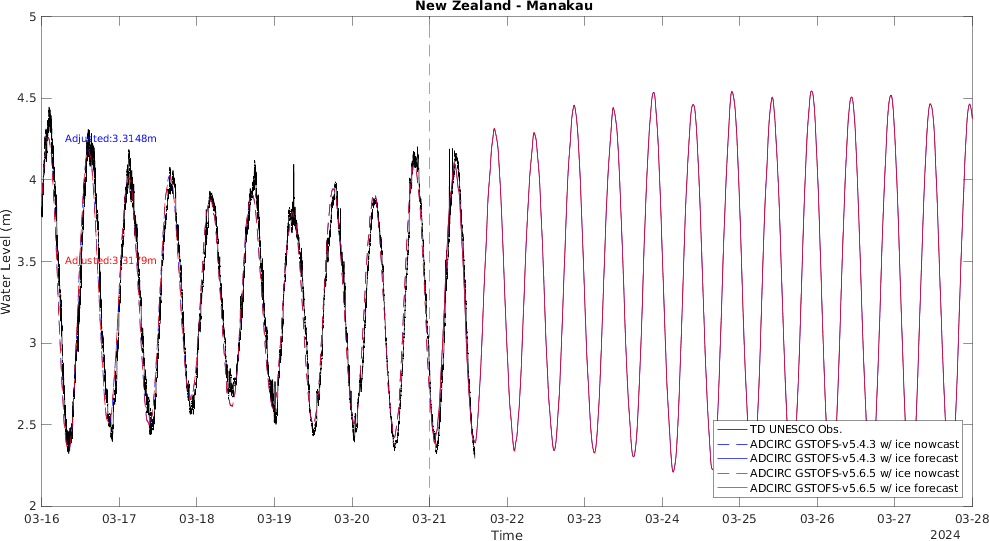 New Zealand - Manakau
5
4.5
4
3.5
3
2.5
2
Water Level (m)
Adjusted:3.3148m
Adjusted:3.3179m
TD UNESCO Obs.
ADCIRC GSTOFS-v5.4.3 w/ ice nowcast
ADCIRC GSTOFS-v5.4.3 w/ ice forecast
ADCIRC GSTOFS-v5.6.5 w/ ice nowcast
ADCIRC GSTOFS-v5.6.5 w/ ice forecast
03-16 03-17 03-18 03-19 03-20 03-21 03-22 03-23 03-24 03-25 03-26 03-27 03-28
Time
2024